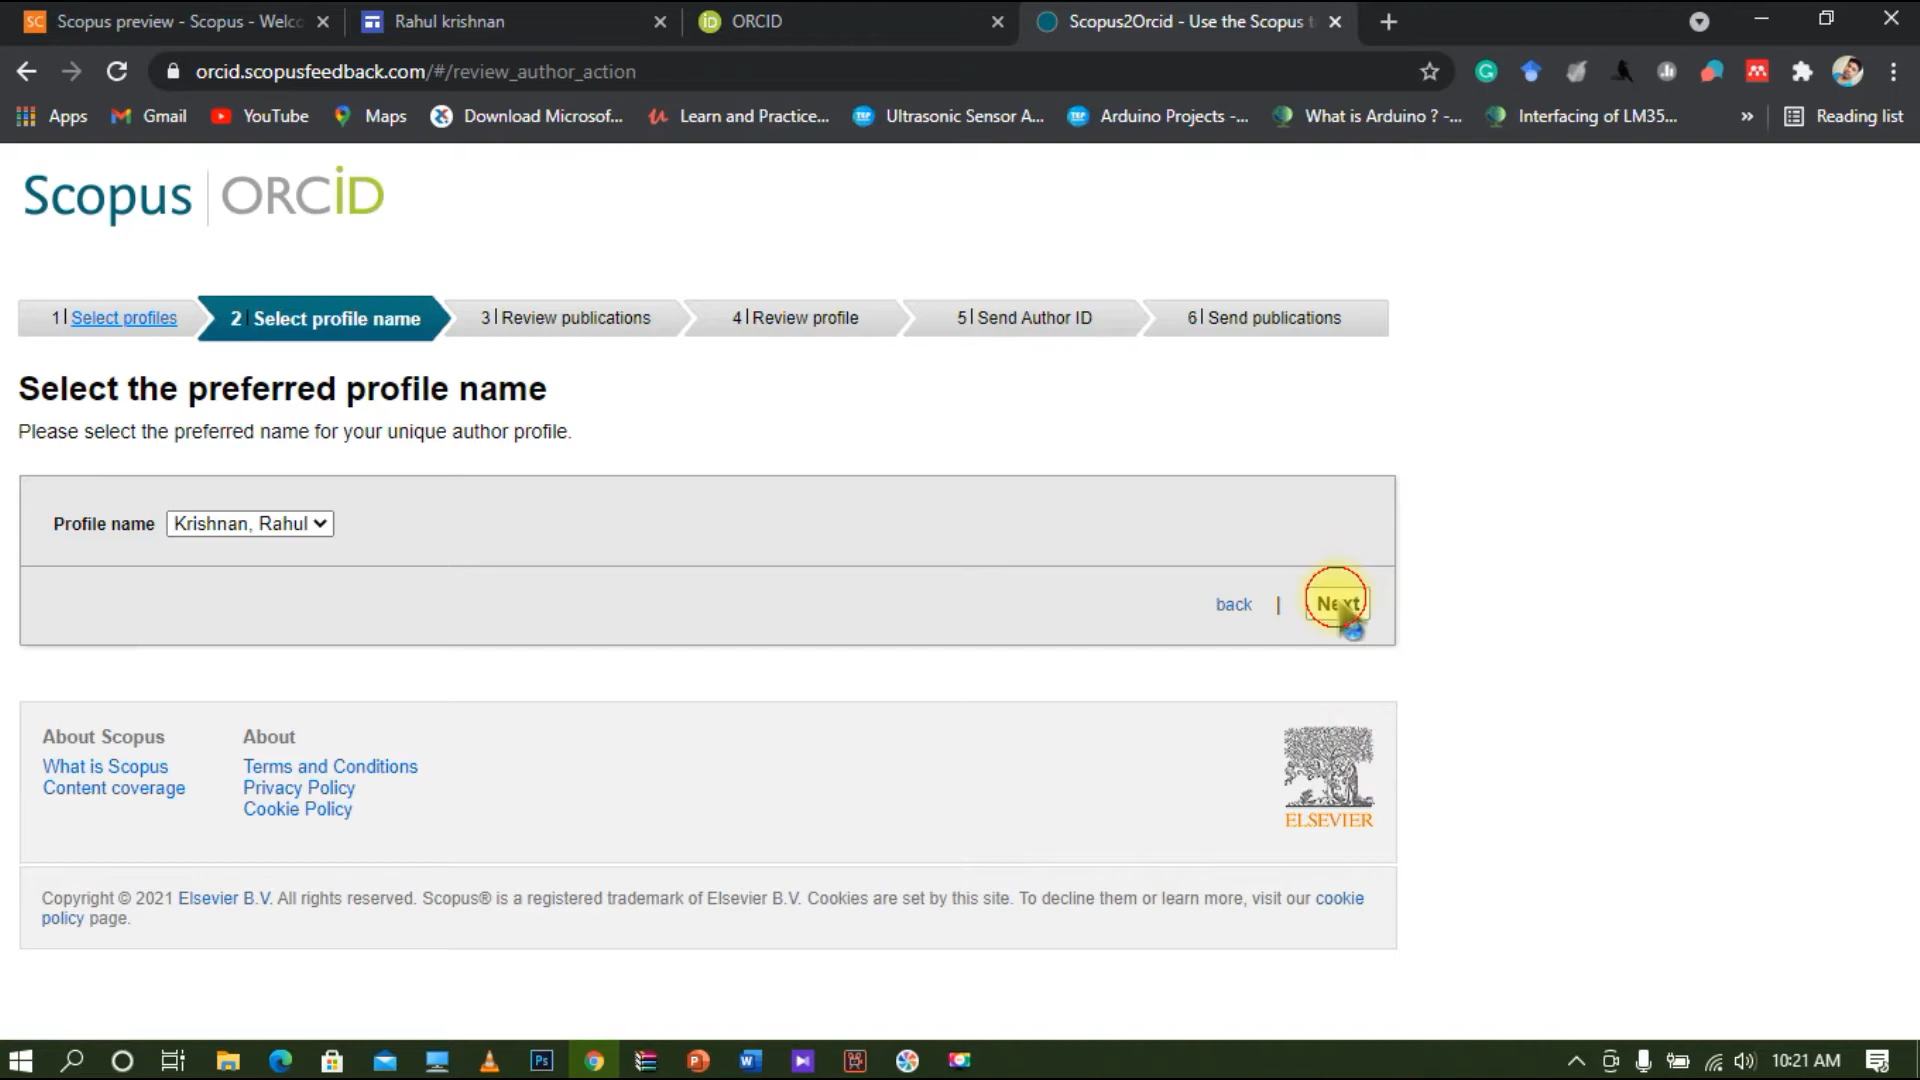 Scopus preview - Scopus - Welco
Rahul krishnan
ORCID
Scopus2Orcid - Use the Scopus t
orcid.scopusfeedback.com/#/review_author_action
Apps
Gmail
YouTube
Maps
Download Microsof...
Learn and Practice...
Ultrasonic Sensor A...
Arduino Projects -...
What is Arduino ? -...
Interfacing of LM35...
»
Reading list
Scopus | ORCiD
1| Select profiles
2| Select profile name
3| Review publications
4| Review profile
5| Send Author ID
6| Send publications
Select the preferred profile name
Please select the preferred name for your unique author profile.
Profile name Krishnan, Rahul
back | Next
About Scopus
What is Scopus
Content coverage
About
Terms and Conditions
Privacy Policy
Cookie Policy
ELSEVIER
Copyright © 2021 Elsevier B.V. All rights reserved. Scopus® is a registered trademark of Elsevier B.V. Cookies are set by this site. To decline them or learn more, visit our cookie
policy page.
10:21 AM